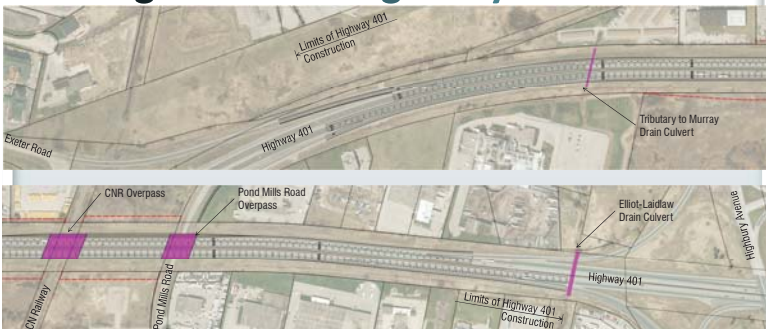 Limits of Highway 401
Construction
Tributary to Murray
Drain Culvert
Highway 401
Exeter Road
CNR Overpass
Pond Mills Road
Overpass
Elliot-Laidlaw
Drain Culvert
Highbury Avenue
Highway 401
CN Railway
Pond Mills Road
Limits of Highway 401
Construction